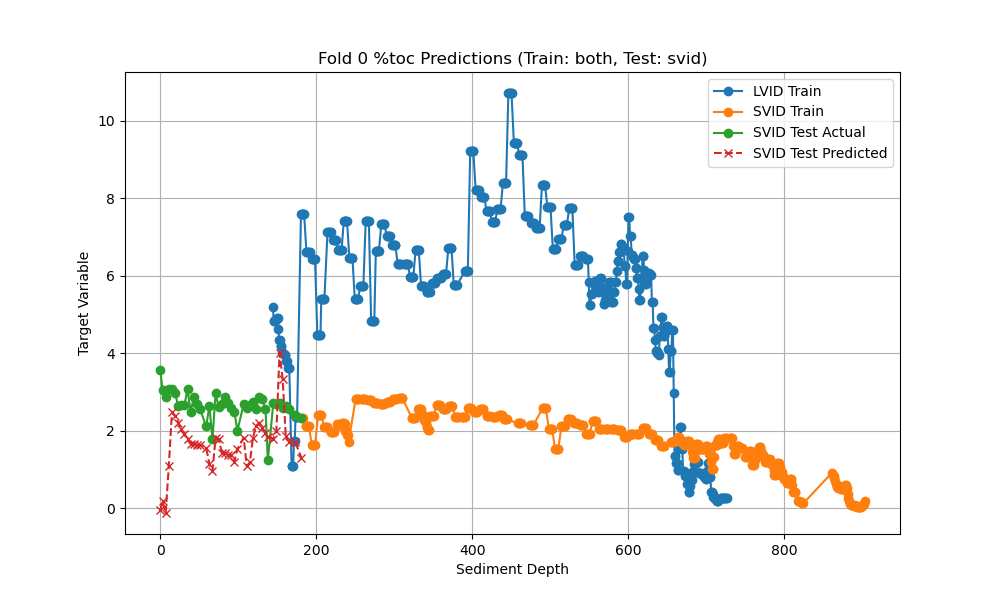 Fold 0 %toc Predictions (Train: both, Test: svid)
LVID Train
SVID Train
SVID Test Actual
SVID Test Predicted
Target Variable
10
8
6
4
2
0
0 200 400 600 800
Sediment Depth